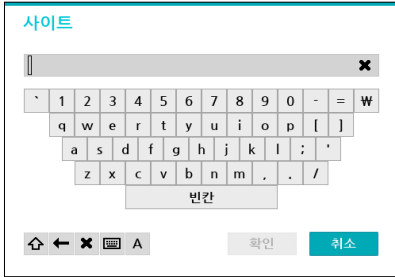 사이트
` 1 2 3 4 5 6 7 8 9 0 - = ₩
q w e r t y u i o p [ ]
a s d f g h j k l ; '
z x c v b n m , . /
빈칸
A 확인 취소